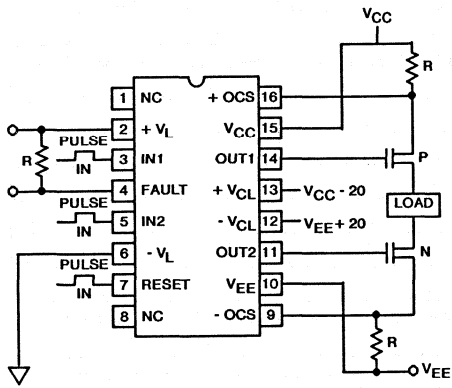 VCC
R
1 NC + OCS 16
2 + VL VCC 15
PULSE
IN
3 IN1 OUT1 14
P
R
4 FAULT + VCL 13 VCC - 20
LOAD
PULSE
IN
5 IN2 - VCL 12 VEE + 20
N
6 - VL OUT2 11
PULSE
IN
7 RESET VEE 10
8 NC - OCS 9
R
VEE